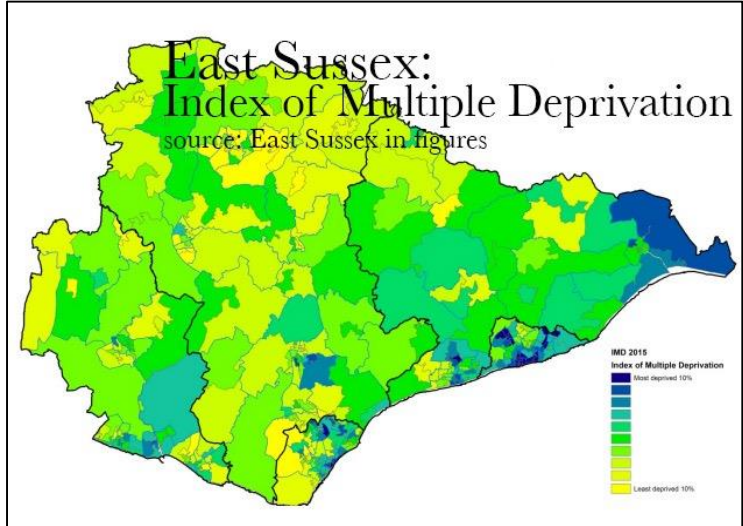 East Sussex:
Index of Multiple Deprivation
source: East Sussex in figures
IMD 2015
Index of Multiple Deprivation
Most deprived 10%
Least deprived 10%